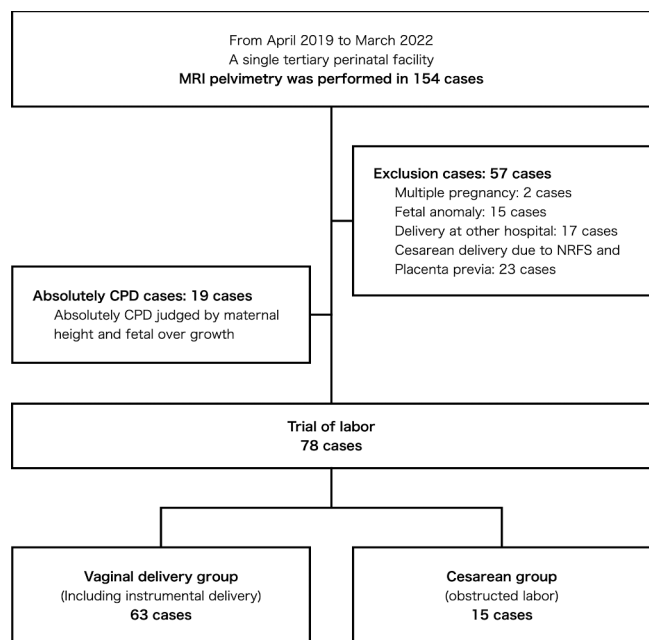 From April 2019 to March 2022
A single tertiary perinatal facility
MRI pelvimetry was performed in 154 cases
Exclusion cases: 57 cases
Multiple pregnancy: 2 cases
Fetal anomaly: 15 cases
Delivery at other hospital: 17 cases
Cesarean delivery due to NRFS and
Placenta previa: 23 cases
Absolutely CPD cases: 19 cases
Absolutely CPD judged by maternal
height and fetal over growth
Trial of labor
78 cases
Vaginal delivery group
(Including instrumental delivery)
63 cases
Cesarean group
(obstructed labor)
15 cases